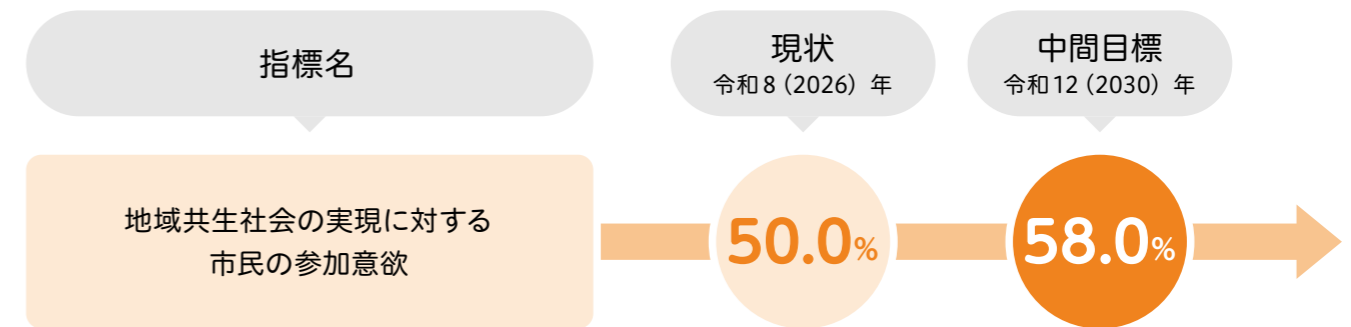 指標名
現状
令和8（2026）年
中間目標
令和12（2030）年
地域共生社会の実現に対する
市民の参加意欲
50.0%
58.0%